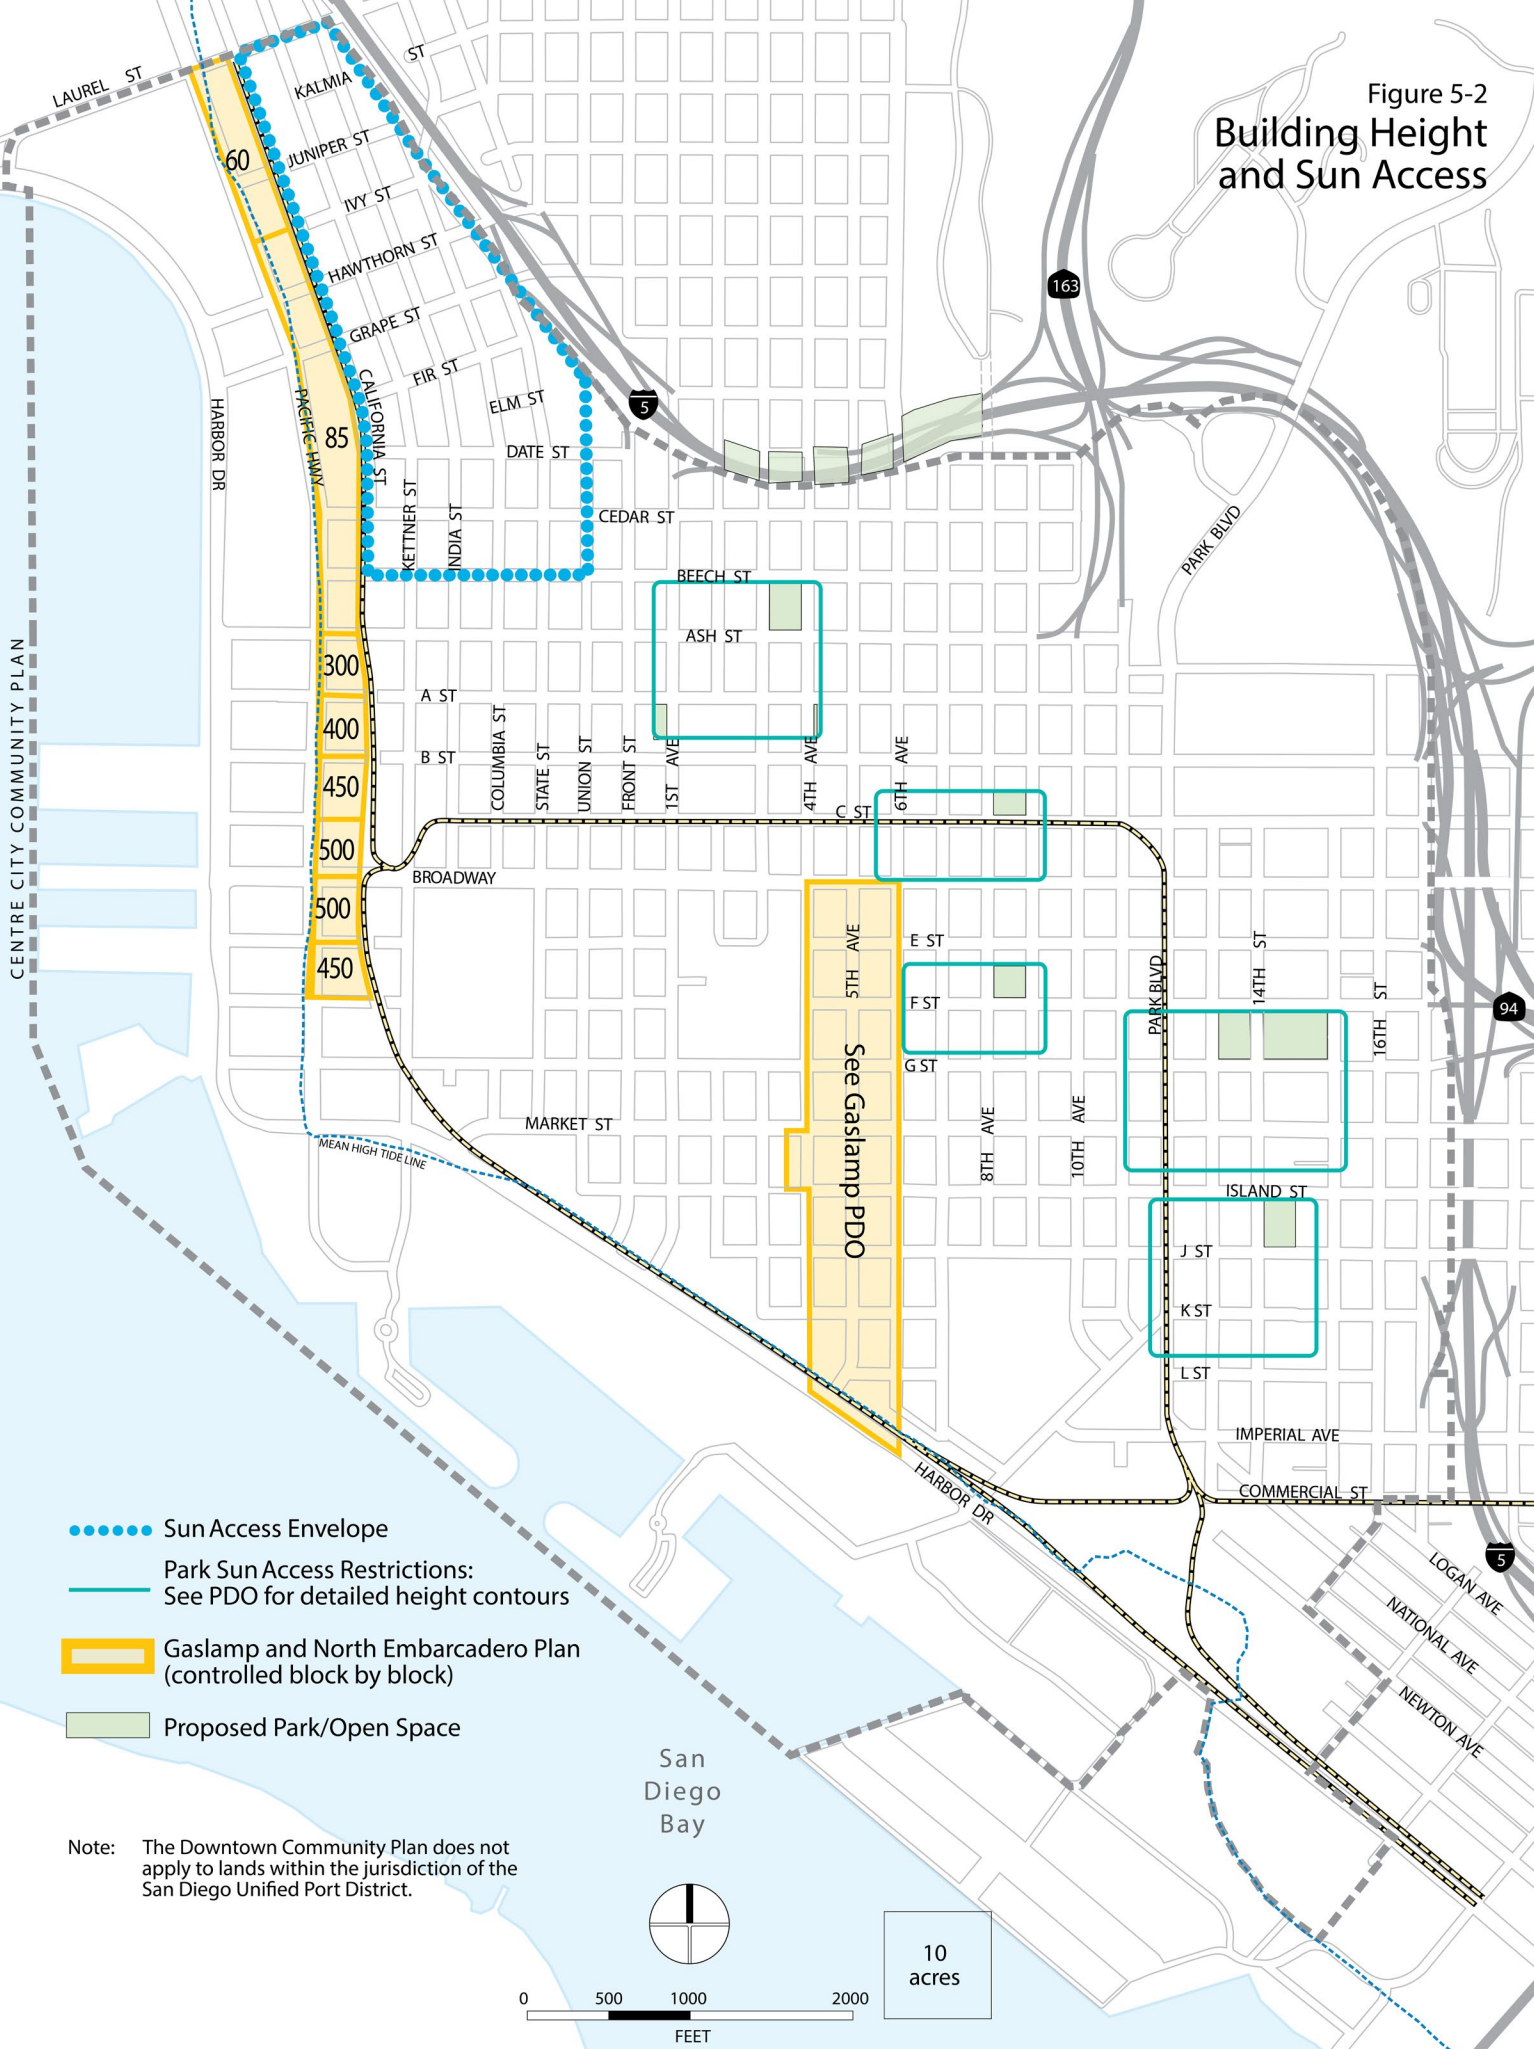 Figure 5-2
Building Height
and Sun Access
LAUREL ST
KALMIA ST
JUNIPER ST
IVY ST
HAWTHORN ST
GRAPE ST
FIR ST
ELM ST
DATE ST
CEDAR ST
BEECH ST
ASH ST
A ST
B ST
C ST
BROADWAY
E ST
F ST
G ST
MARKET ST
ISLAND ST
J ST
K ST
L ST
IMPERIAL AVE
COMMERCIAL ST
LOGAN AVE
NATIONAL AVE
NEWTON AVE
HARBOR DR
PACIFIC HWY
CALIFORNIA ST
KETTNER ST
INDIA ST
COLUMBIA ST
STATE ST
UNION ST
FRONT ST
1ST AVE
4TH AVE
5TH AVE
6TH AVE
8TH AVE
10TH AVE
PARK BLVD
PARK BLVD
14TH ST
16TH ST
HARBOR DR
163
5
94
5
60
85
300
400
450
500
500
450
See Gaslamp PDO
MEAN HIGH TIDE LINE
CENTRE CITY COMMUNITY PLAN
Sun Access Envelope
Park Sun Access Restrictions:
See PDO for detailed height contours
Gaslamp and North Embarcadero Plan
(controlled block by block)
Proposed Park/Open Space
San
Diego
Bay
Note: The Downtown Community Plan does not
apply to lands within the jurisdiction of the
San Diego Unified Port District.
10
acres
0 500 1000 2000
FEET